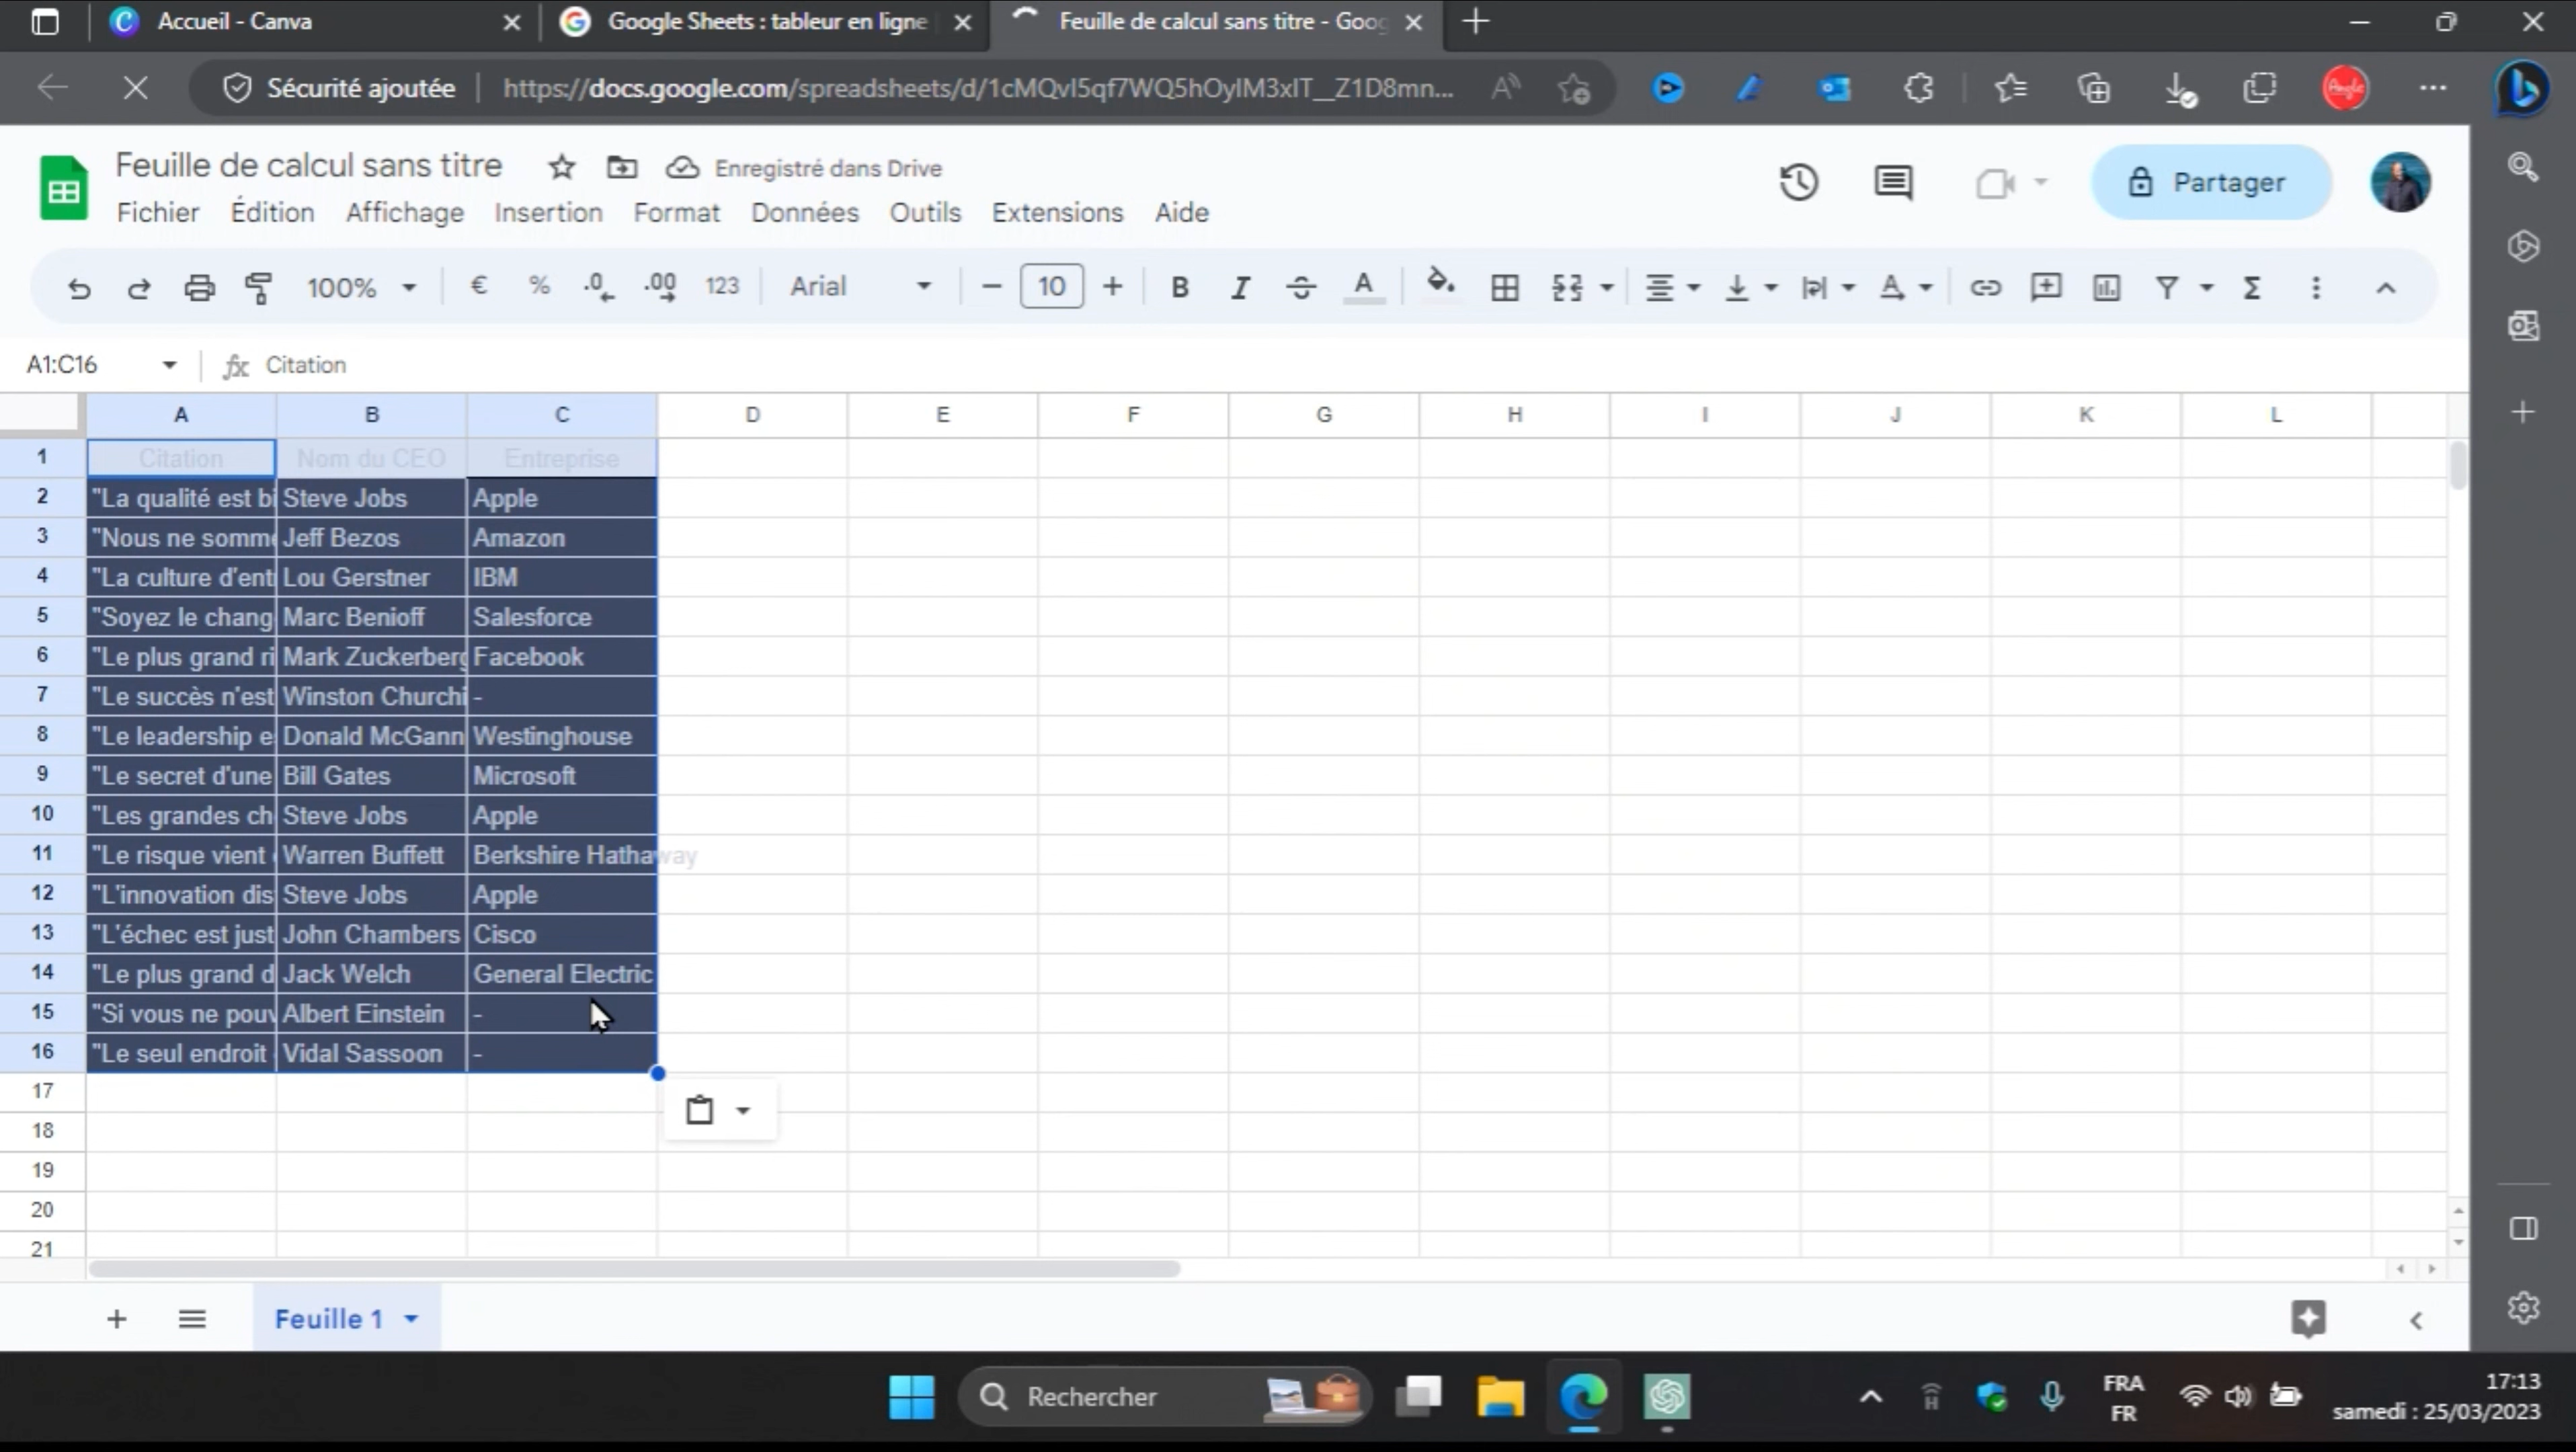 Accueil - Canva
Google Sheets : tableur en ligne
Feuille de calcul sans titre - Goog
Sécurité ajoutée
https://docs.google.com/spreadsheets/d/1cMQvI5qf7WQ5hOyIM3xIT__Z1D8mn...
Feuille de calcul sans titre
Enregistré dans Drive
Partager
Fichier Édition Affichage Insertion Format Données Outils Extensions Aide
100% € % .0 .00 123 Arial 10 B I A
A1:C16 fx Citation
A B C D E F G H I J K L
1 Citation Nom du CEO Entreprise
2 "La qualité est bi Steve Jobs Apple
3 "Nous ne somme Jeff Bezos Amazon
4 "La culture d'ent Lou Gerstner IBM
5 "Soyez le chang Marc Benioff Salesforce
6 "Le plus grand ri Mark Zuckerberg Facebook
7 "Le succès n'est Winston Churchi -
8 "Le leadership e Donald McGann Westinghouse
9 "Le secret d'une Bill Gates Microsoft
10 "Les grandes ch Steve Jobs Apple
11 "Le risque vient Warren Buffett Berkshire Hathaway
12 "L'innovation dis Steve Jobs Apple
13 "L'échec est just John Chambers Cisco
14 "Le plus grand d Jack Welch General Electric
15 "Si vous ne pouv Albert Einstein -
16 "Le seul endroit Vidal Sassoon -
17
18
19
20
21
Feuille 1
Rechercher
FRA
FR
17:13
samedi : 25/03/2023